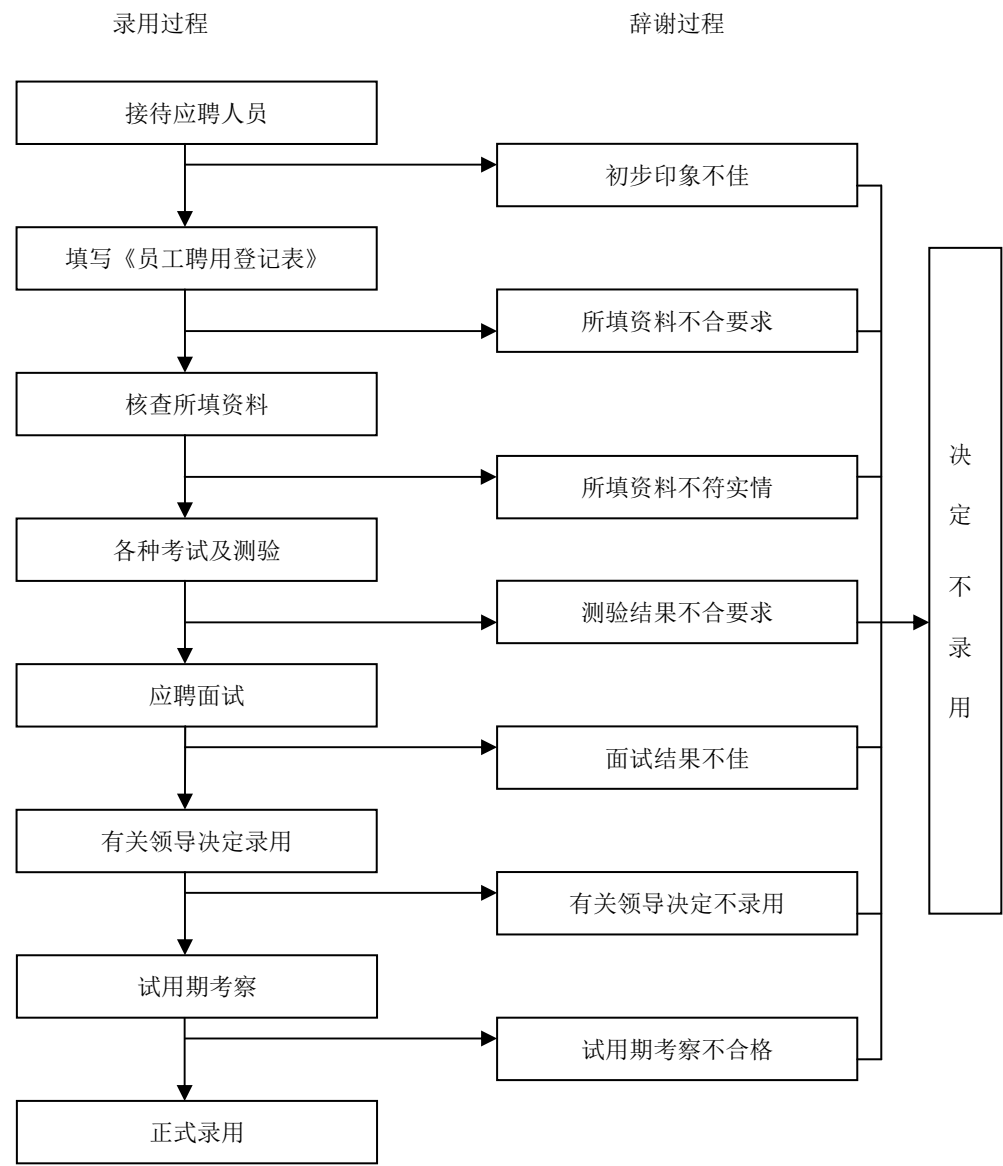 录用过程
辞谢过程
接待应聘人员
初步印象不佳
填写《员工聘用登记表》
所填资料不合要求
核查所填资料
所填资料不符实情
各种考试及测验
测验结果不合要求
应聘面试
面试结果不佳
有关领导决定录用
有关领导决定不录用
试用期考察
试用期考察不合格
正式录用
决定不录用